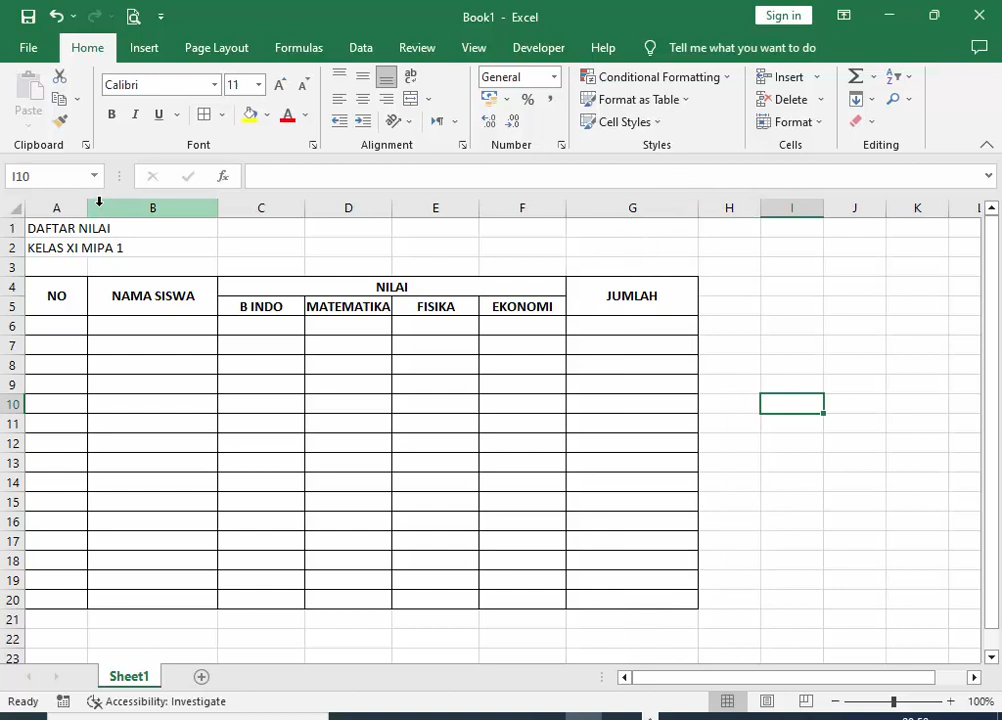 Book1 - Excel
Sign in
File Home Insert Page Layout Formulas Data Review View Developer Help Tell me what you want to do
Paste
Calibri 11
B I U
General
Conditional Formatting
Format as Table
Cell Styles
Insert
Delete
Format
Clipboard Font Alignment Number Styles Cells Editing
I10 fx
A B C D E F G H I J K L
1 DAFTAR NILAI
2 KELAS XI MIPA 1
3
4 NO NAMA SISWA NILAI JUMLAH
5 B INDO MATEMATIKA FISIKA EKONOMI
6
7
8
9
10
11
12
13
14
15
16
17
18
19
20
21
22
23
Sheet1
Ready Accessibility: Investigate 100%